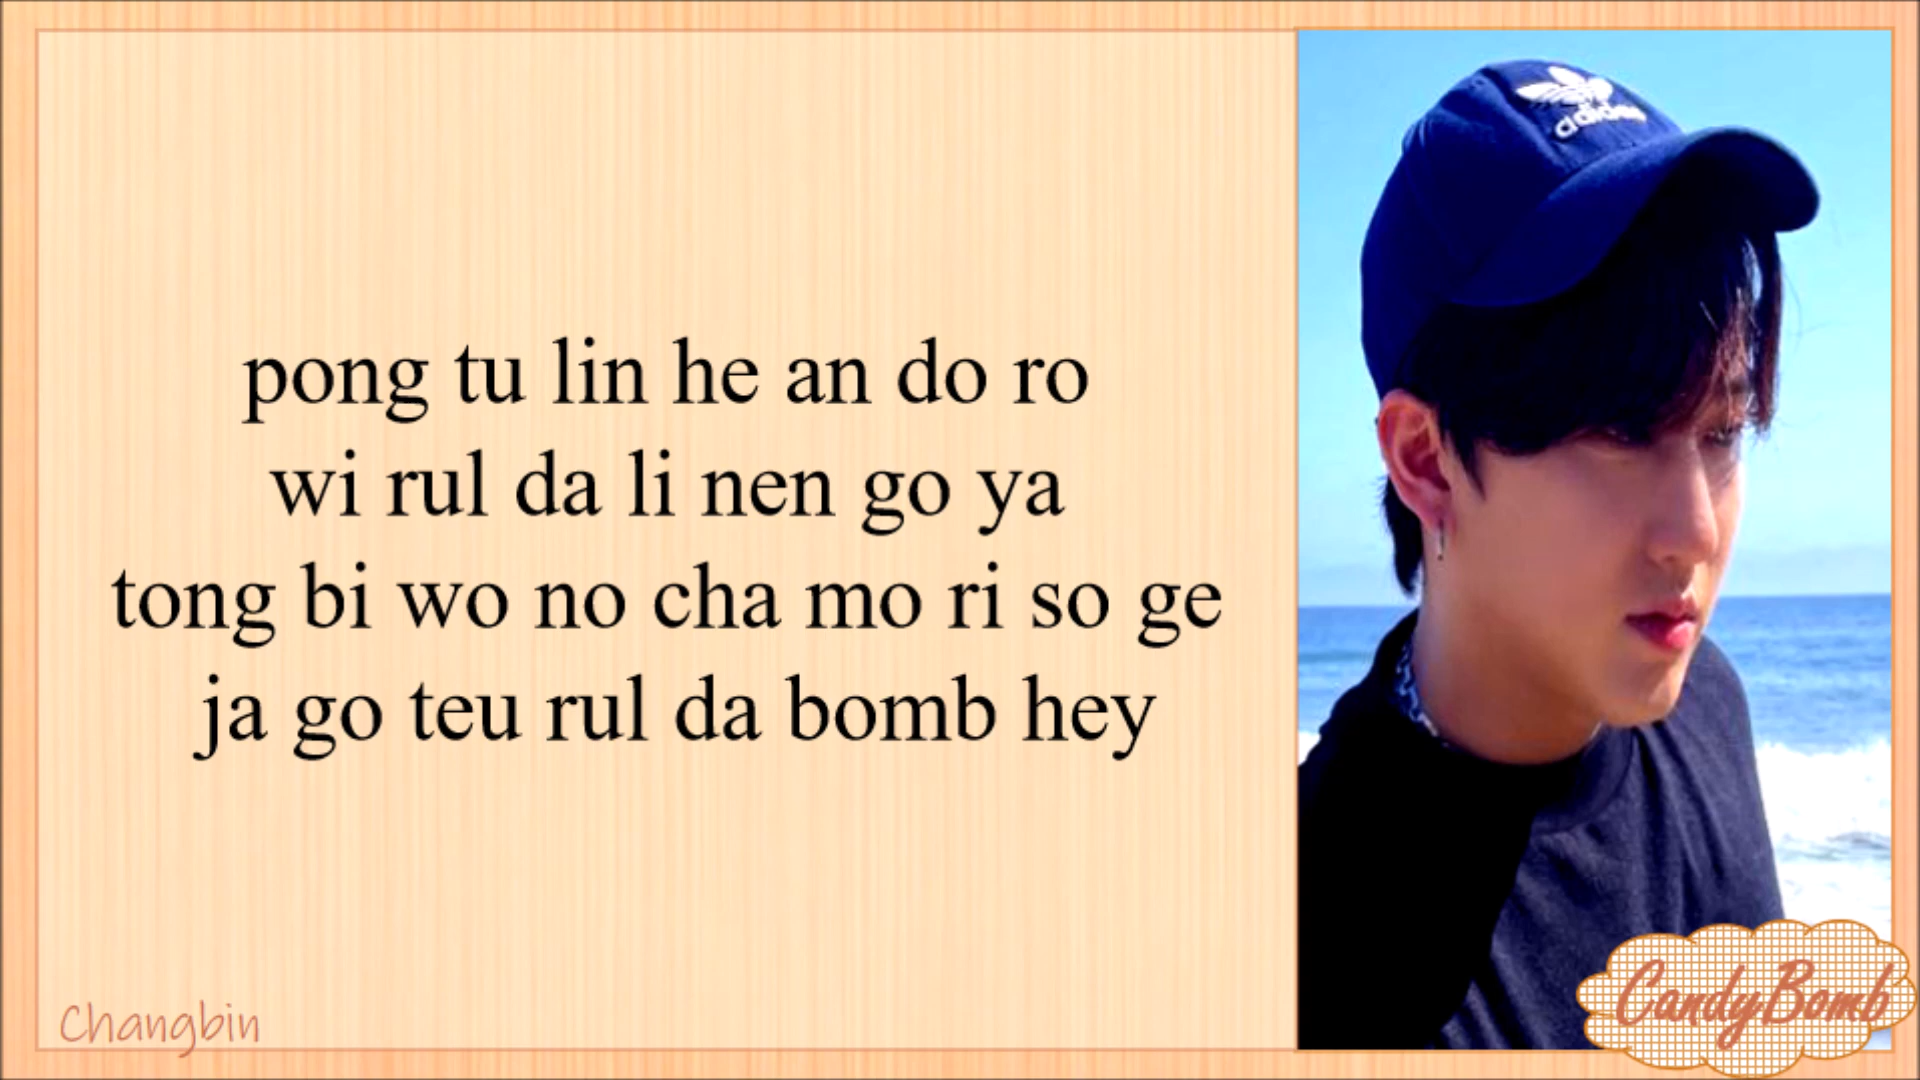 adidas
pong tu lin he an do ro
wi rul da li nen go ya
tong bi wo no cha mo ri so ge
ja go teu rul da bomb hey
Changbin
CandyBomb